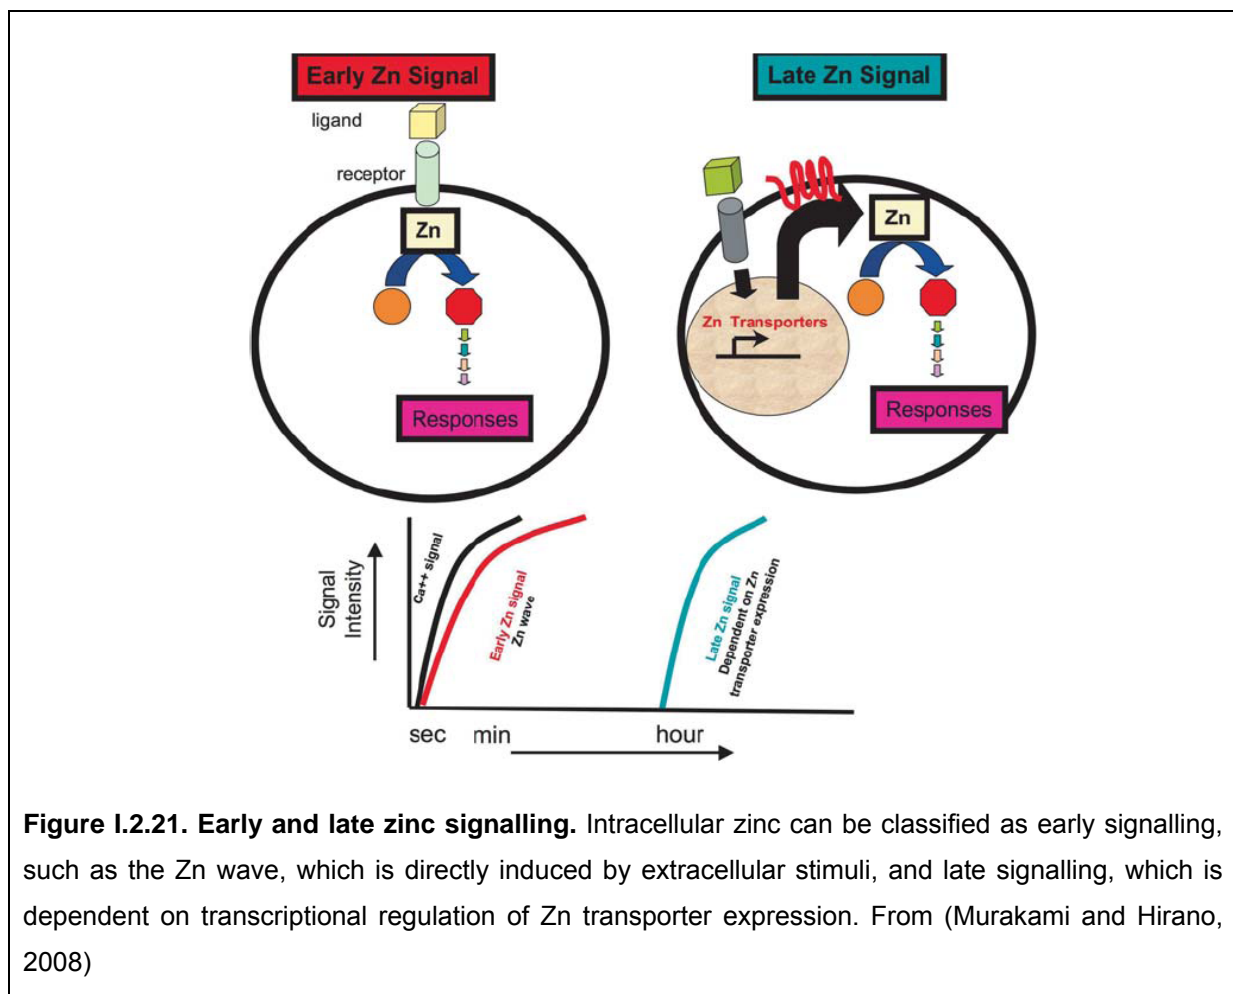 Early Zn Signal
Late Zn Signal
ligand
receptor
Zn
Responses
Zn
Zn Transporters
Responses
Signal
Intensity
Ca++ signal
Early Zn signal
Zn wave
Late Zn signal
Dependent on Zn
transporter expression
sec min hour
Figure I.2.21. Early and late zinc signalling. Intracellular zinc can be classified as early signalling,
such as the Zn wave, which is directly induced by extracellular stimuli, and late signalling, which is
dependent on transcriptional regulation of Zn transporter expression. From (Murakami and Hirano,
2008)